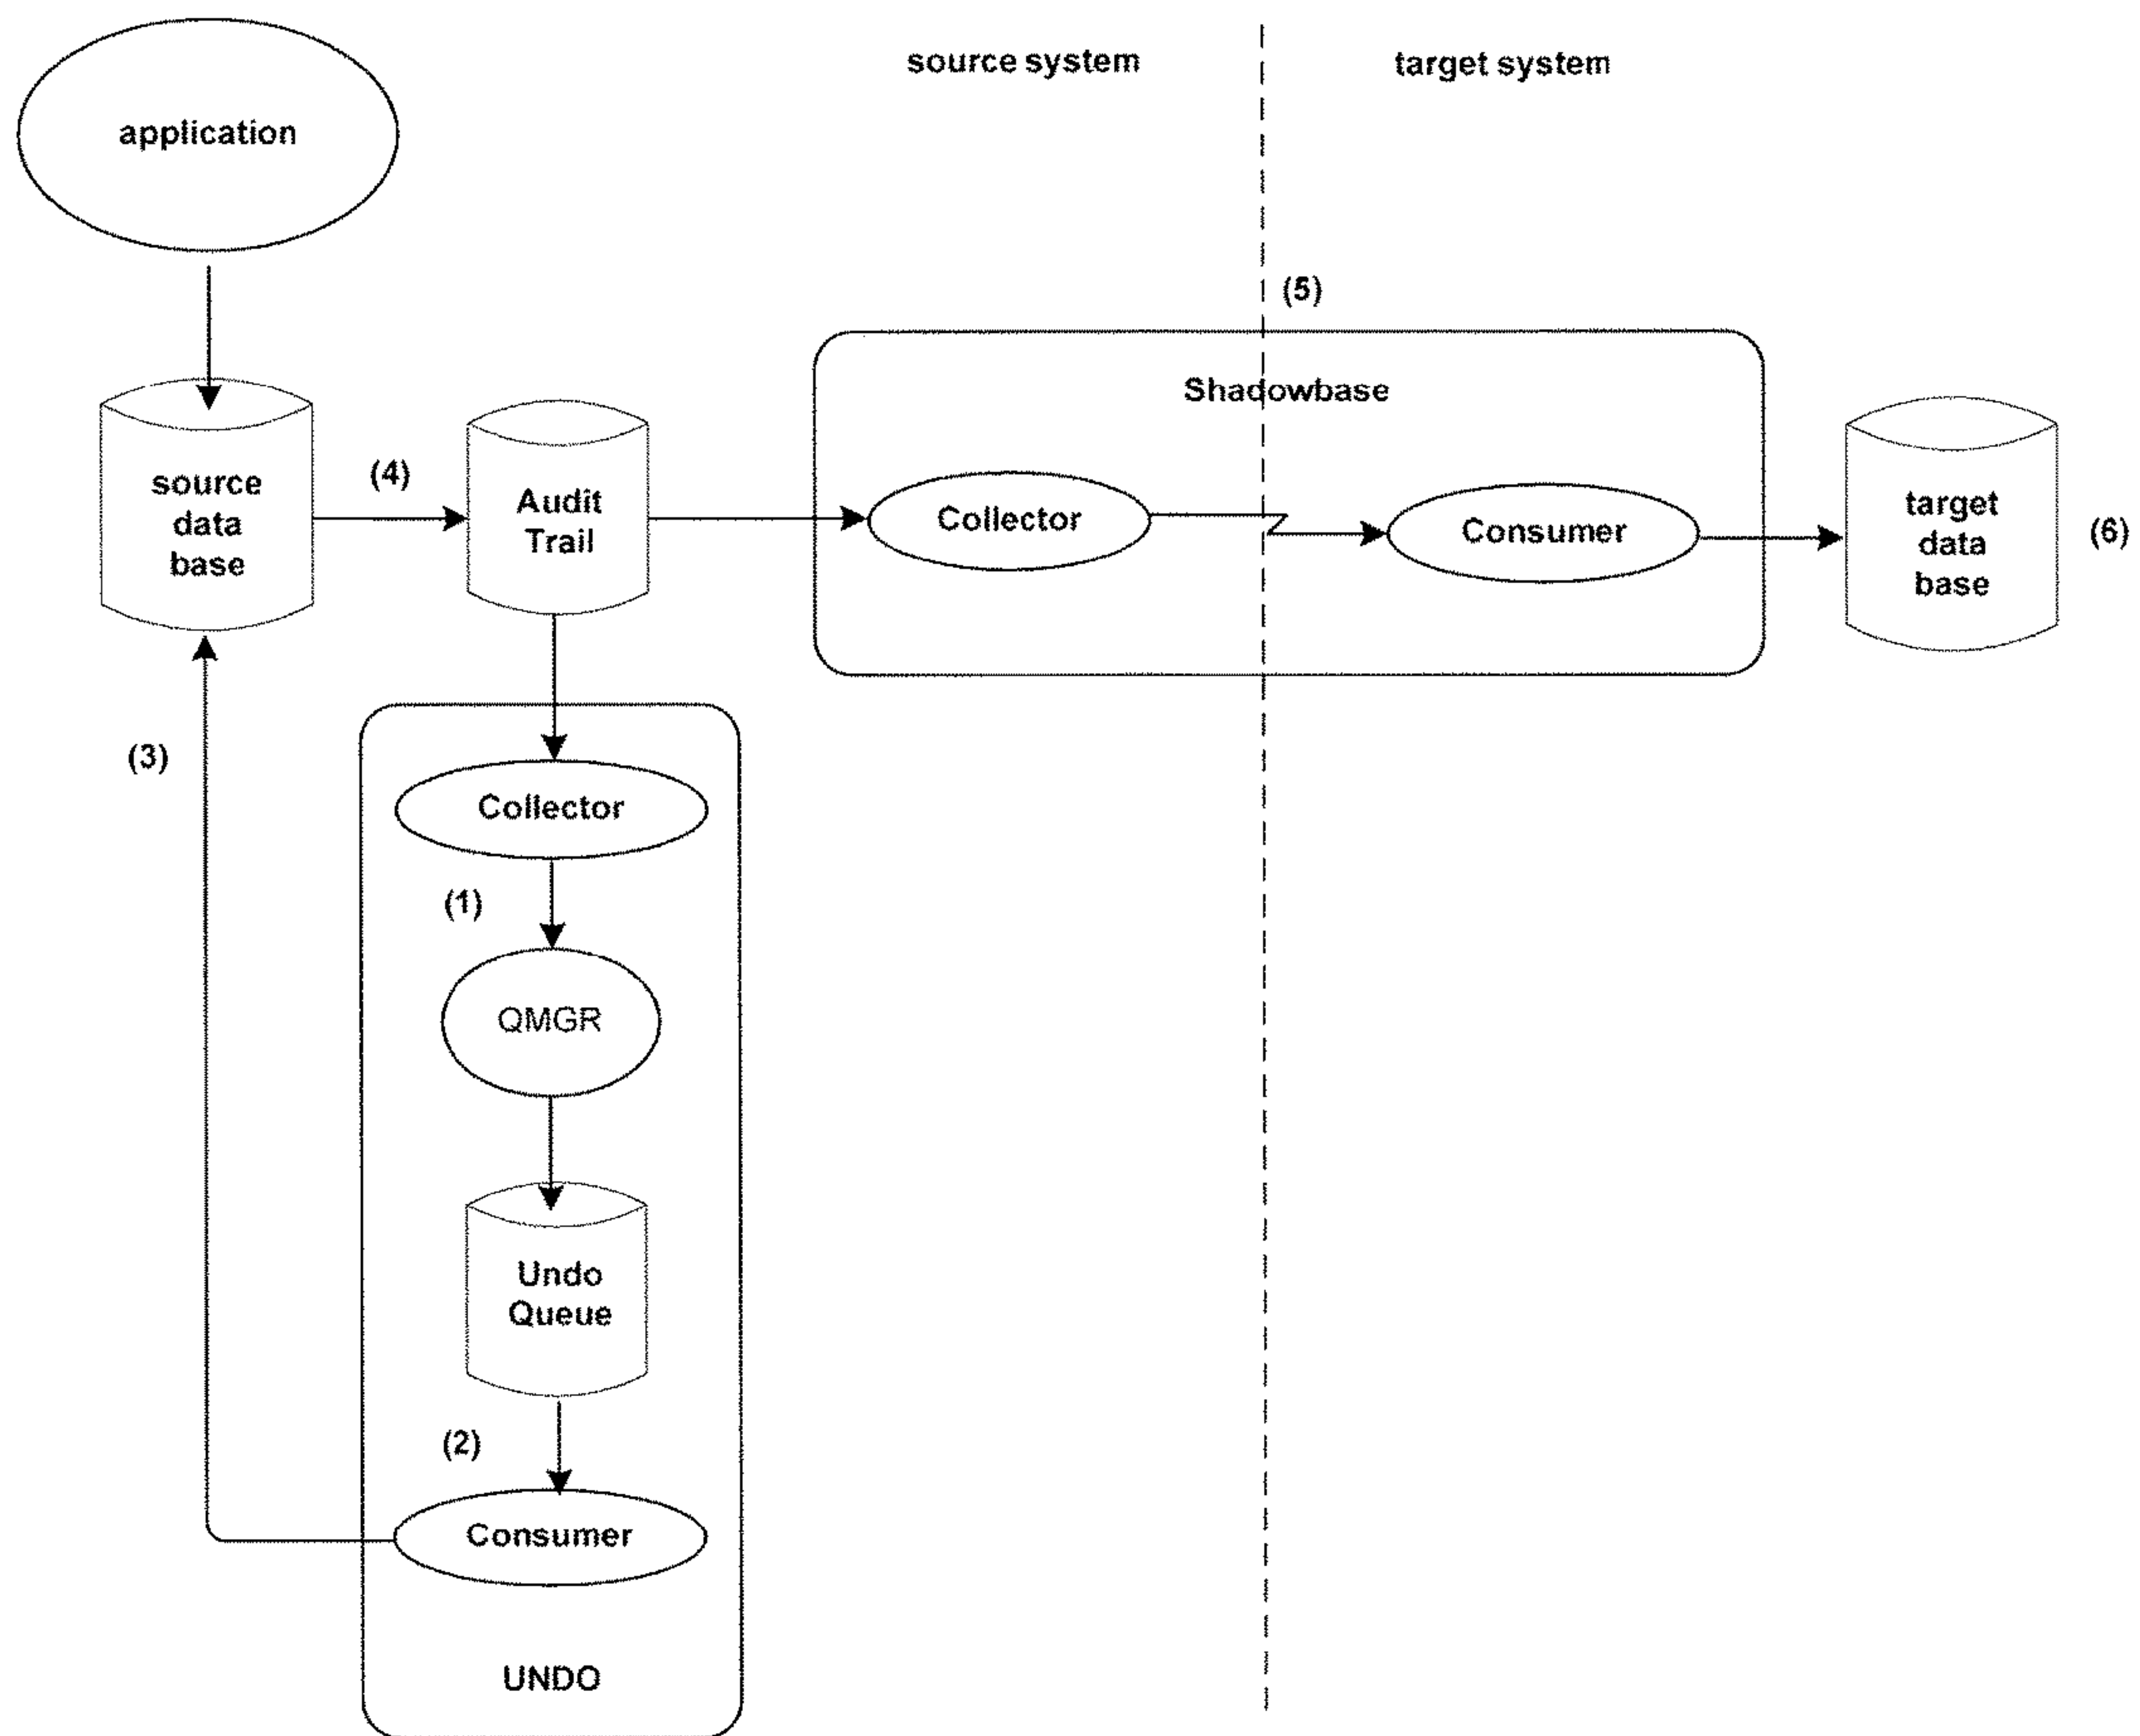 source system
target system
application
(5)
Shadowbase
source
data
base
(4)
Audit
Trail
Collector
Consumer
target
data
base
(6)
(3)
Collector
(1)
QMGR
Undo
Queue
(2)
Consumer
UNDO